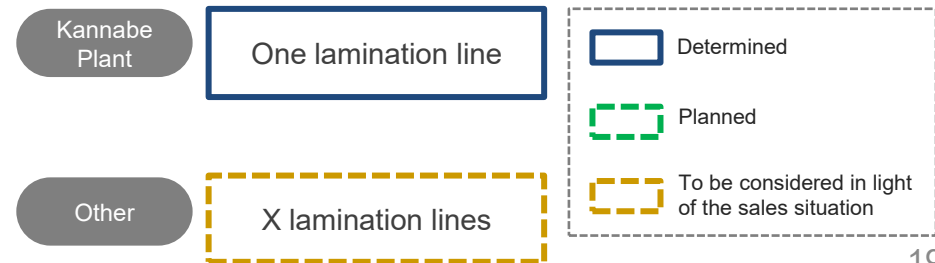 Kannabe
Plant
One lamination line
Determined
Planned
Other
X lamination lines
To be considered in light
of the sales situation